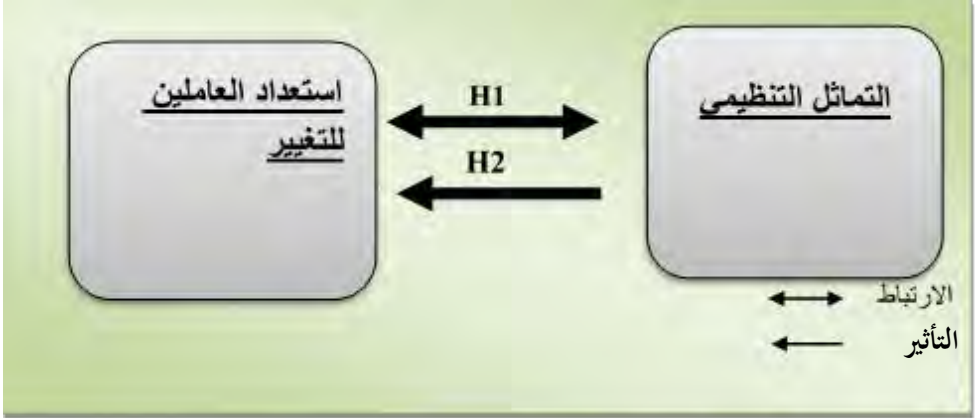 التماثل التنظيمي
H1
H2
استعداد العاملين
للتغيير
الارتباط
التأثير